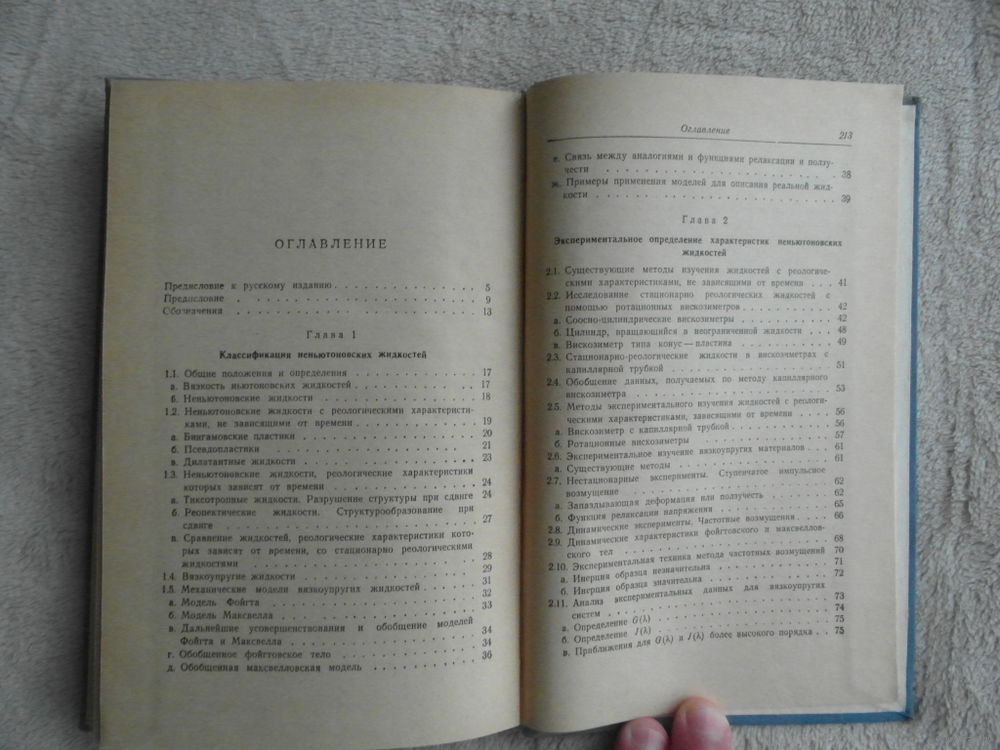 ОГЛАВЛЕНИЕ
Предисловие к русскому изданию . . . 5
Предисловие . . . 9
Обозначения . . . 13
Глава 1
Классификация неньютоновских жидкостей
1.1. Общие положения и определения . . . 17
а. Вязкость ньютоновских жидкостей . . . 17
б. Неньютоновские жидкости . . . 18
1.2. Неньютоновские жидкости с реологическими характеристи-
ками, не зависящими от времени . . . 19
а. Бингамовские пластики . . . 20
б. Псевдопластики . . . 21
в. Дилатантные жидкости . . . 23
1.3. Неньютоновские жидкости, реологические характеристики
которых зависят от времени . . . 24
а. Тиксотропные жидкости. Разрушение структуры при сдвиге 24
б. Реопектические жидкости. Структурообразование при
сдвиге . . . 27
в. Сравнение жидкостей, реологические характеристики кото-
рых зависят от времени, со стационарно реологическими
жидкостями . . . 28
1.4. Вязкоупругие жидкости . . . 29
1.5. Механические модели вязкоупругих жидкостей . . . 31
а. Модель Фойгта . . . 32
б. Модель Максвелла . . . 33
в. Дальнейшие усовершенствования и обобщение моделей
Фойгта и Максвелла . . . 34
г. Обобщенное фойгтовское тело . . . 34
д. Обобщенная максвелловская модель . . . 36
Оглавление 213
е. Связь между аналогиями и функциями релаксации и ползу-
чести . . . 38
ж. Примеры применения моделей для описания реальной жид-
кости . . . 39
Глава 2
Экспериментальное определение характеристик неньютоновских
жидкостей
2.1. Существующие методы изучения жидкостей с реологиче-
скими характеристиками, не зависящими от времени . . . 41
2.2. Исследование стационарно реологических жидкостей с
помощью ротационных вискозиметров . . . 42
а. Соосно-цилиндрические вискозиметры . . . 42
б. Цилиндр, вращающийся в неограниченной жидкости . . . 48
в. Вискозиметр типа конус — пластина . . . 49
2.3. Стационарно-реологические жидкости в вискозиметрах с
капиллярной трубкой . . . 51
2.4. Обобщение данных, получаемых по методу капиллярного
вискозиметра . . . 53
2.5. Методы экспериментального изучения жидкостей с реологи-
ческими характеристиками, зависящими от времени . . . 56
а. Вискозиметр с капиллярной трубкой . . . 56
б. Ротационные вискозиметры . . . 57
2.6. Экспериментальное изучение вязкоупругих материалов . . . 61
а. Существующие методы . . . 61
2.7. Нестационарные эксперименты. Ступенчатое импульсное
возмущение . . . 62
а. Запаздывающая деформация или ползучесть . . . 62
б. Функция релаксации напряжения . . . 65
2.8. Динамические эксперименты. Частотные возмущения . . . 66
2.9. Динамические характеристики фойгтовского и максвеллов-
ского тел . . . 68
2.10. Экспериментальная техника метода частотных возмущений 70
а. Инерция образца незначительна . . . 71
б. Инерция образца значительна . . . 72
2.11. Анализ экспериментальных данных для вязкоупругих
систем . . . 73
а. Определение G(λ) . . . 74
б. Определение J(λ) . . . 75
в. Приближения для G(λ) и J(λ) более высокого порядка . . 75